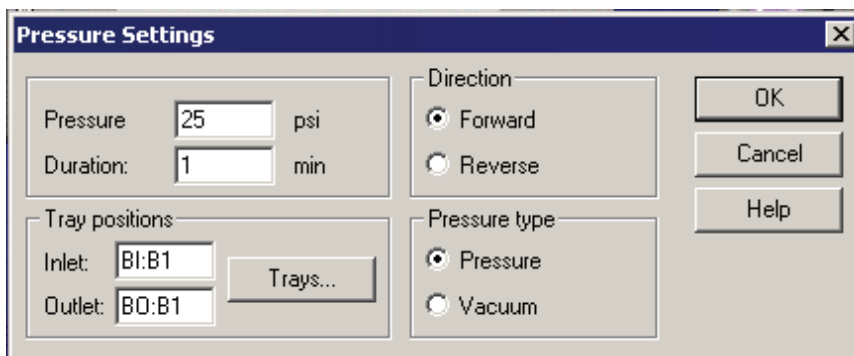 Pressure Settings
Pressure 25 psi
Duration: 1 min
Direction
Forward
Reverse
OK
Cancel
Help
Tray positions
Inlet: BI:B1
Outlet: BO:B1
Trays...
Pressure type
Pressure
Vacuum